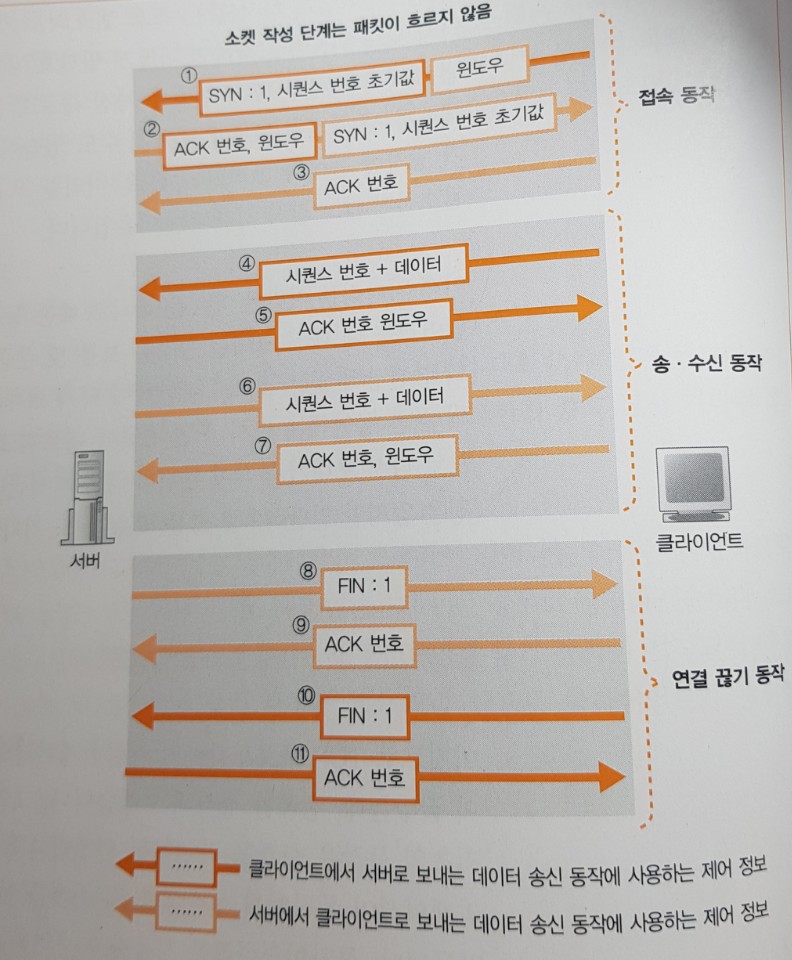 소켓 작성 단계는 패킷이 흐르지 않음
①
SYN : 1, 시퀀스 번호 초기값
윈도우
접속 동작
②
ACK 번호, 윈도우
SYN : 1, 시퀀스 번호 초기값
③
ACK 번호
④
시퀀스 번호 + 데이터
⑤
ACK 번호 윈도우
송 · 수신 동작
⑥
시퀀스 번호 + 데이터
⑦
ACK 번호, 윈도우
서버
클라이언트
⑧
FIN : 1
⑨
ACK 번호
연결 끊기 동작
⑩
FIN : 1
⑪
ACK 번호
…… 클라이언트에서 서버로 보내는 데이터 송신 동작에 사용하는 제어 정보
…… 서버에서 클라이언트로 보내는 데이터 송신 동작에 사용하는 제어 정보